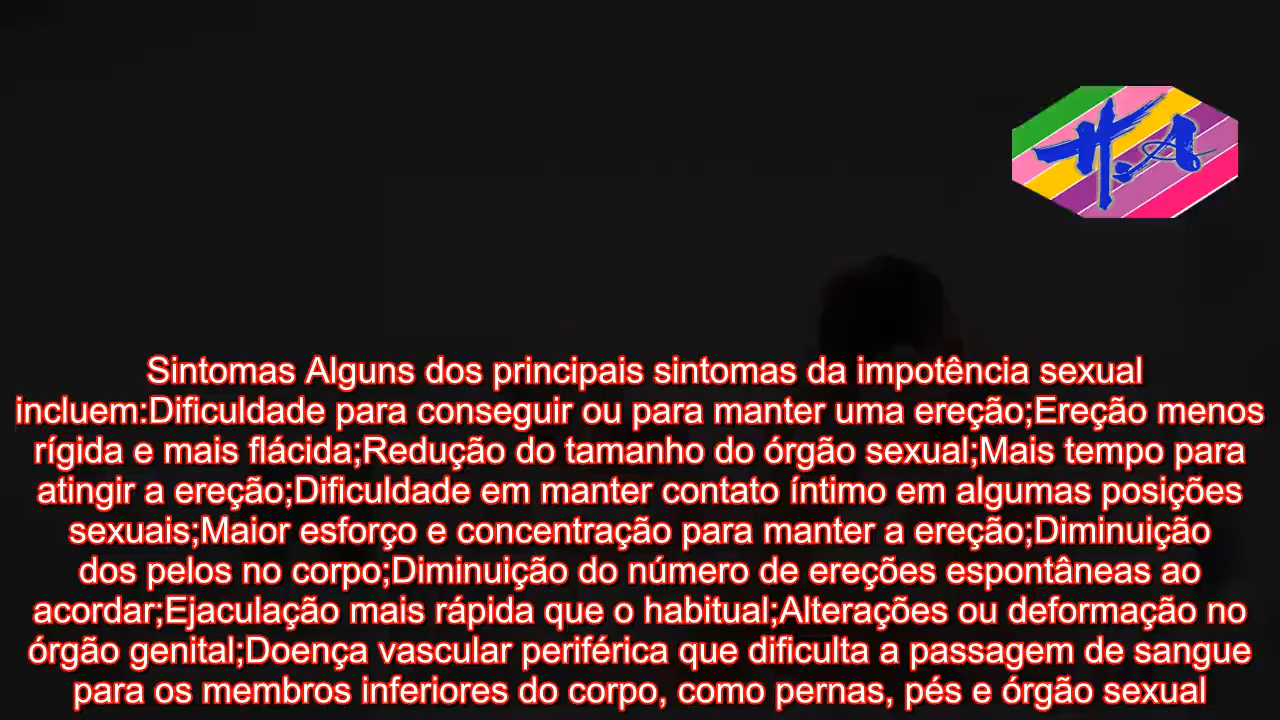 H.A
Sintomas Alguns dos principais sintomas da impotência sexual
incluem:Dificuldade para conseguir ou para manter uma ereção;Ereção menos
rígida e mais flácida;Redução do tamanho do órgão sexual;Mais tempo para
atingir a ereção;Dificuldade em manter contato íntimo em algumas posições
sexuais;Maior esforço e concentração para manter a ereção;Diminuição
dos pelos no corpo;Diminuição do número de ereções espontâneas ao
acordar;Ejaculação mais rápida que o habitual;Alterações ou deformação no
órgão genital;Doença vascular periférica que dificulta a passagem de sangue
para os membros inferiores do corpo, como pernas, pés e órgão sexual